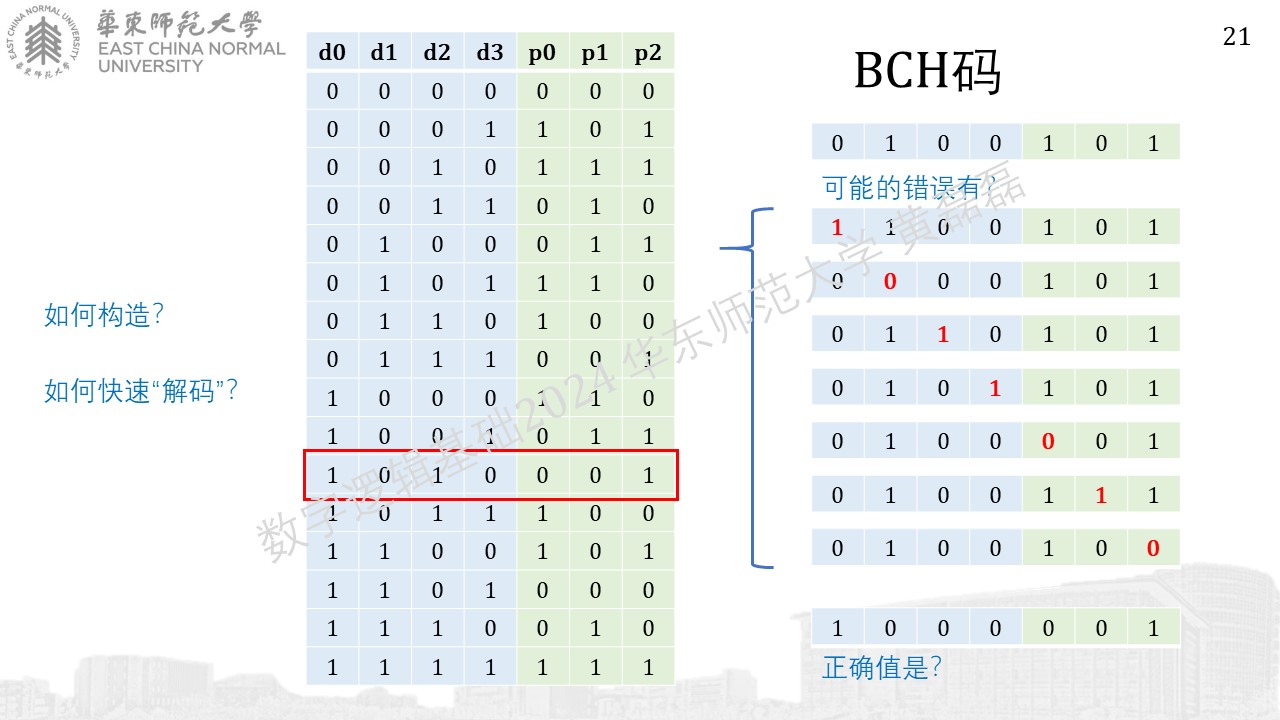 華東師範大學
EAST CHINA NORMAL
UNIVERSITY
EAST CHINA NORMAL UNIVERSITY
華東師范大學
21
BCH码
d0 d1 d2 d3 p0 p1 p2
0 0 0 0 0 0 0
0 0 0 1 1 0 1
0 0 1 0 1 1 1
0 0 1 1 0 1 0
0 1 0 0 0 1 1
0 1 0 1 1 1 0
0 1 1 0 1 0 0
0 1 1 1 0 0 1
1 0 0 0 1 1 0
1 0 0 1 0 1 1
1 0 1 0 0 0 1
1 0 1 1 1 0 0
1 1 0 0 1 0 1
1 1 0 1 0 0 0
1 1 1 0 0 1 0
1 1 1 1 1 1 1
如何构造?
如何快速“解码”?
0 1 0 0 1 0 1
可能的错误有?
1 1 0 0 1 0 1
0 0 0 0 1 0 1
0 1 1 0 1 0 1
0 1 0 1 1 0 1
0 1 0 0 0 0 1
0 1 0 0 1 1 1
0 1 0 0 1 0 0
1 0 0 0 0 0 1
正确值是?
数字逻辑基础2024 华东师范大学 黄磊磊